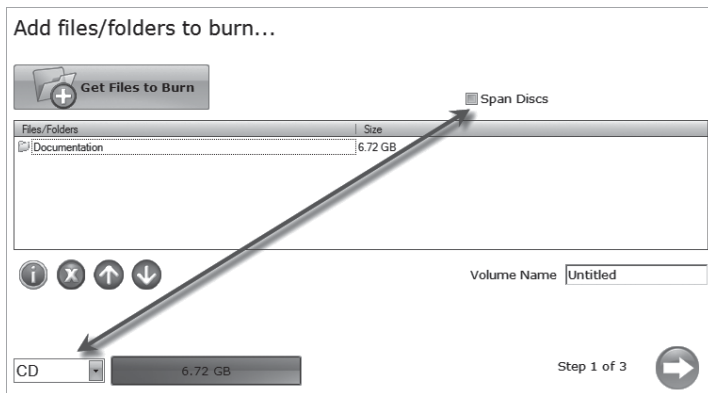 Add files/folders to burn...
Get Files to Burn
Span Discs
Files/Folders Size
Documentation 6.72 GB
Volume Name Untitled
CD 6.72 GB Step 1 of 3